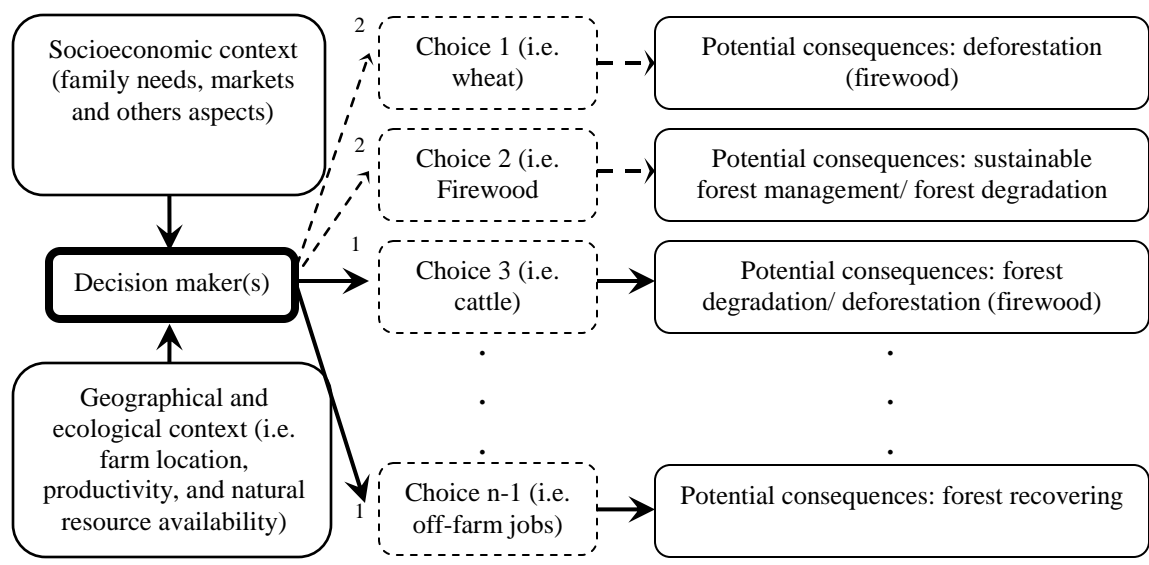 Socioeconomic context
(family needs, markets
and others aspects)
Decision maker(s)
Geographical and
ecological context (i.e.
farm location,
productivity, and natural
resource availability)
2
Choice 1 (i.e.
wheat)
Potential consequences: deforestation
(firewood)
2
Choice 2 (i.e.
Firewood
Potential consequences: sustainable
forest management/ forest degradation
1
Choice 3 (i.e.
cattle)
Potential consequences: forest
degradation/ deforestation (firewood)
. .
. .
. .
1
Choice n-1 (i.e.
off-farm jobs)
Potential consequences: forest recovering